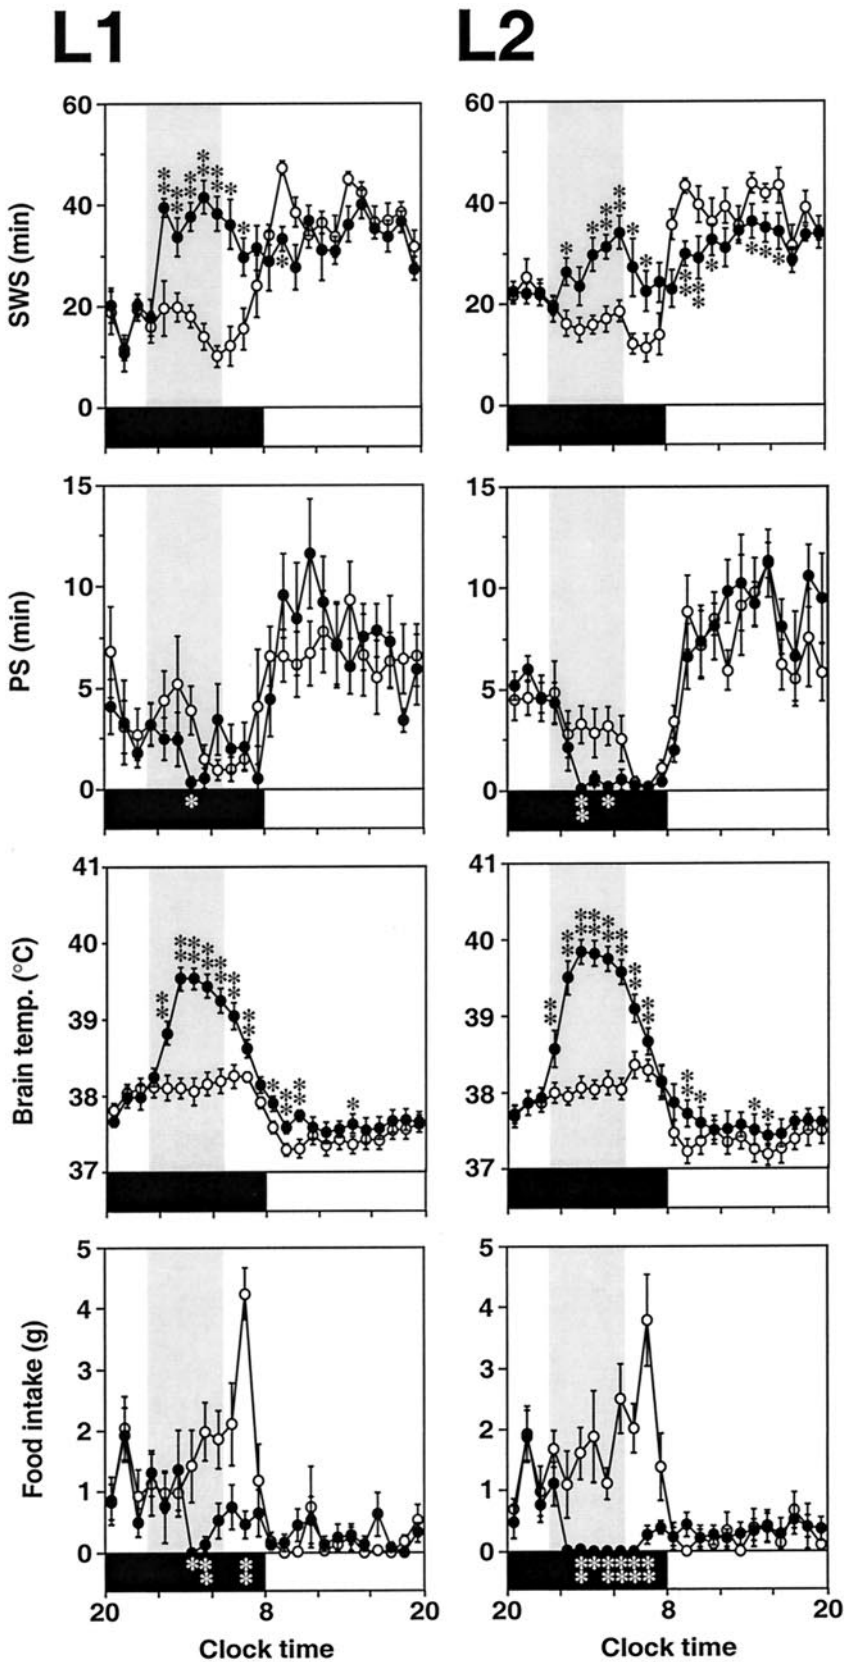 L1 L2
60 60
40 40
20 20
0 0
SWS (min)
15 15
10 10
5 5
0 0
PS (min)
41 41
40 40
39 39
38 38
37 37
Brain temp. (°C)
5 5
4 4
3 3
2 2
1 1
0 0
Food intake (g)
20 8 20 20 8 20
Clock time Clock time